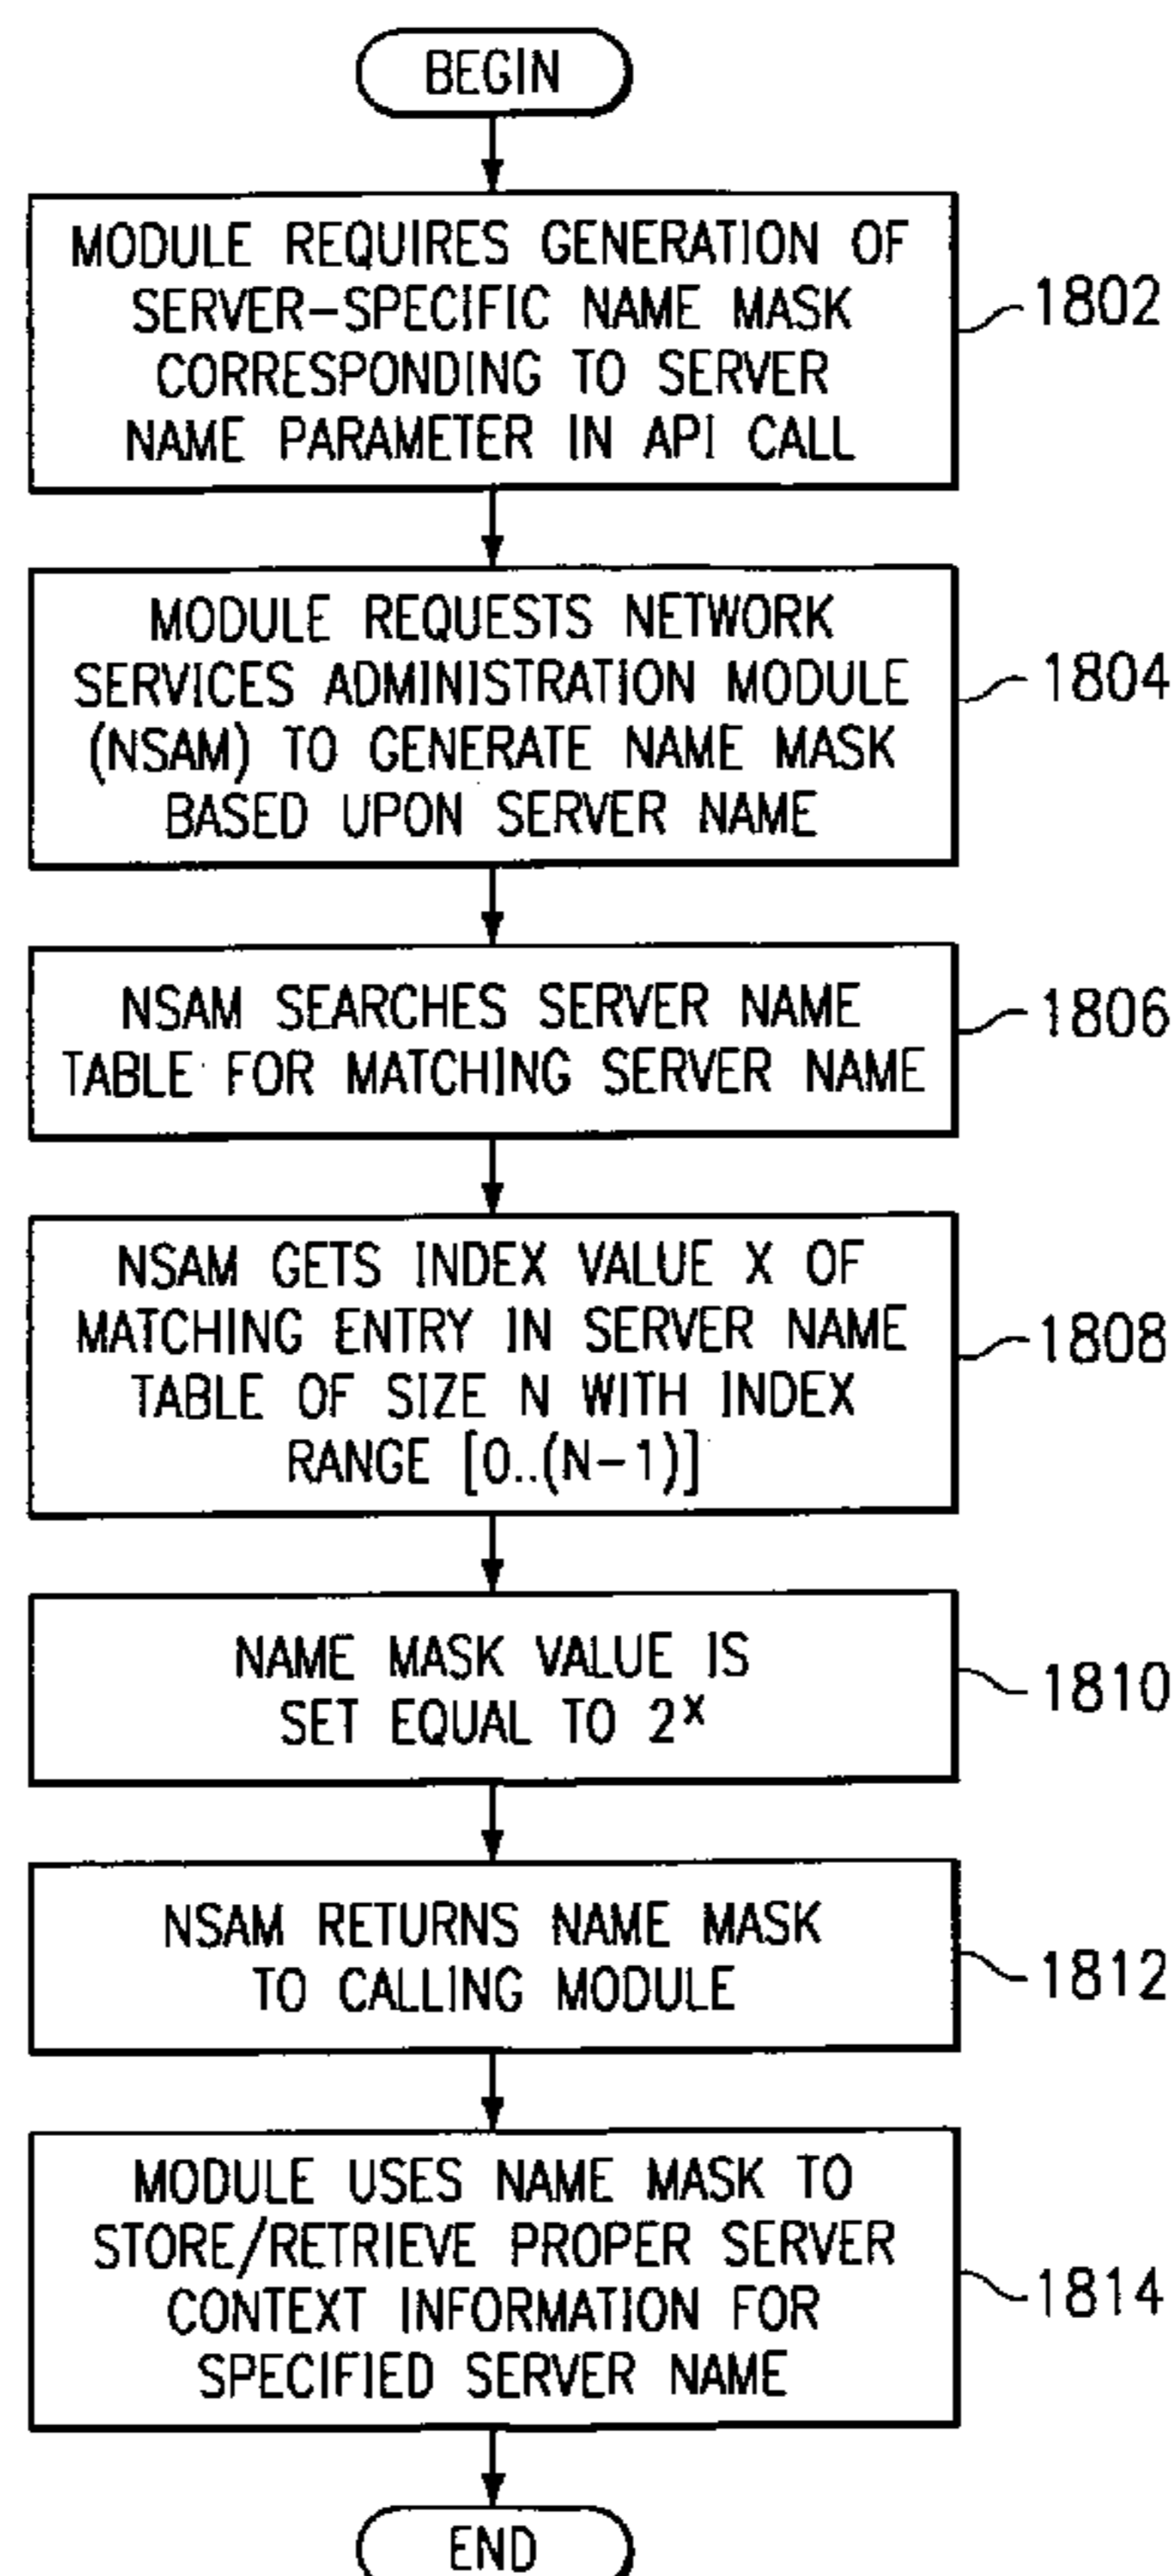 BEGIN
MODULE REQUIRES GENERATION OF
SERVER-SPECIFIC NAME MASK
CORRESPONDING TO SERVER
NAME PARAMETER IN API CALL
1802
MODULE REQUESTS NETWORK
SERVICES ADMINISTRATION MODULE
(NSAM) TO GENERATE NAME MASK
BASED UPON SERVER NAME
1804
NSAM SEARCHES SERVER NAME
TABLE FOR MATCHING SERVER NAME
1806
NSAM GETS INDEX VALUE X OF
MATCHING ENTRY IN SERVER NAME
TABLE OF SIZE N WITH INDEX
RANGE [0..(N-1)]
1808
NAME MASK VALUE IS
SET EQUAL TO 2ˣ
1810
NSAM RETURNS NAME MASK
TO CALLING MODULE
1812
MODULE USES NAME MASK TO
STORE/RETRIEVE PROPER SERVER
CONTEXT INFORMATION FOR
SPECIFIED SERVER NAME
1814
END